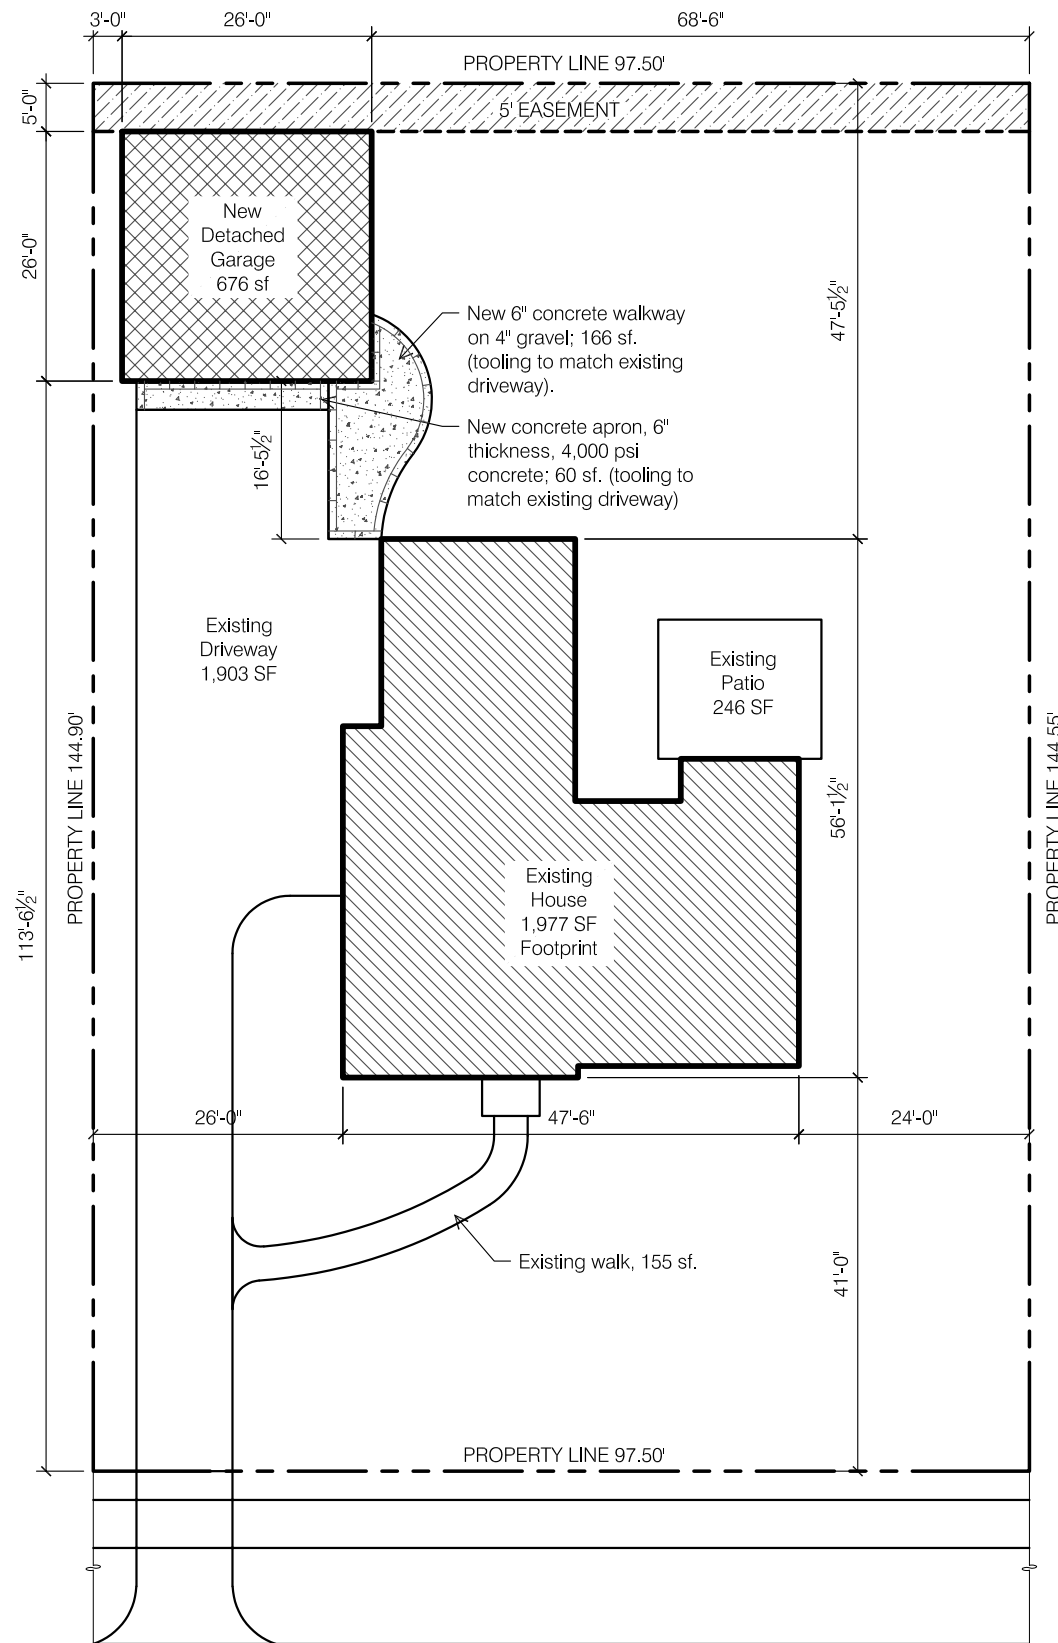 3'-0"
26'-0"
68'-6"
PROPERTY LINE 97.50'
5'-0"
5' EASEMENT
26'-0"
New
Detached
Garage
676 sf
47'-5½"
New 6" concrete walkway
on 4" gravel; 166 sf.
(tooling to match existing
driveway).
New concrete apron, 6"
thickness, 4,000 psi
concrete; 60 sf. (tooling to
match existing driveway)
16'-5½"
Existing
Driveway
1,903 SF
Existing
Patio
246 SF
PROPERTY LINE 144.90'
PROPERTY LINE 144.55'
56'-1½"
113'-6½"
Existing
House
1,977 SF
Footprint
26'-0"
47'-6"
24'-0"
Existing walk, 155 sf.
41'-0"
PROPERTY LINE 97.50'